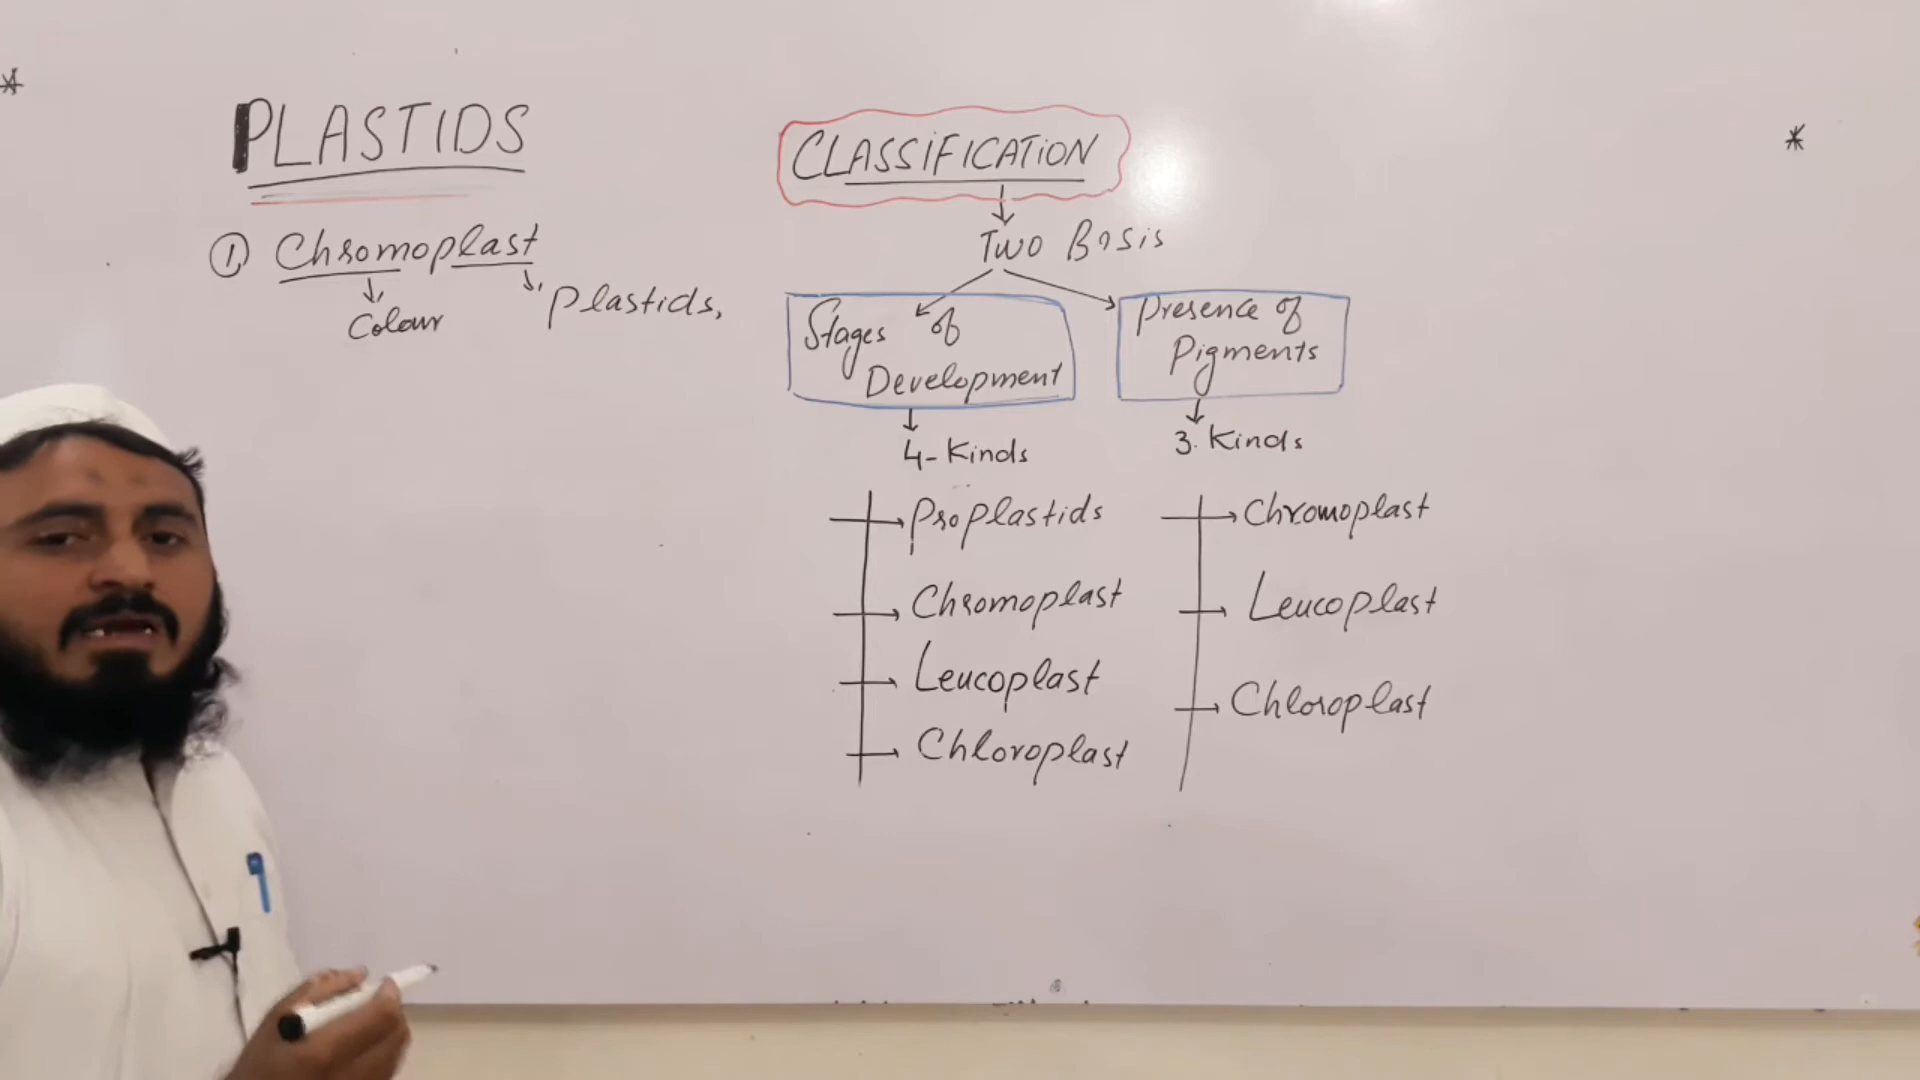 PLASTIDS
① Chromoplast
Colour
Plastids,
CLASSIFICATION
Two Basis
Stages of
Development
Presence of
Pigments
4-Kinds
3. Kinds
Proplastids
Chromoplast
Leucoplast
Chloroplast
Chromoplast
Leucoplast
Chloroplast